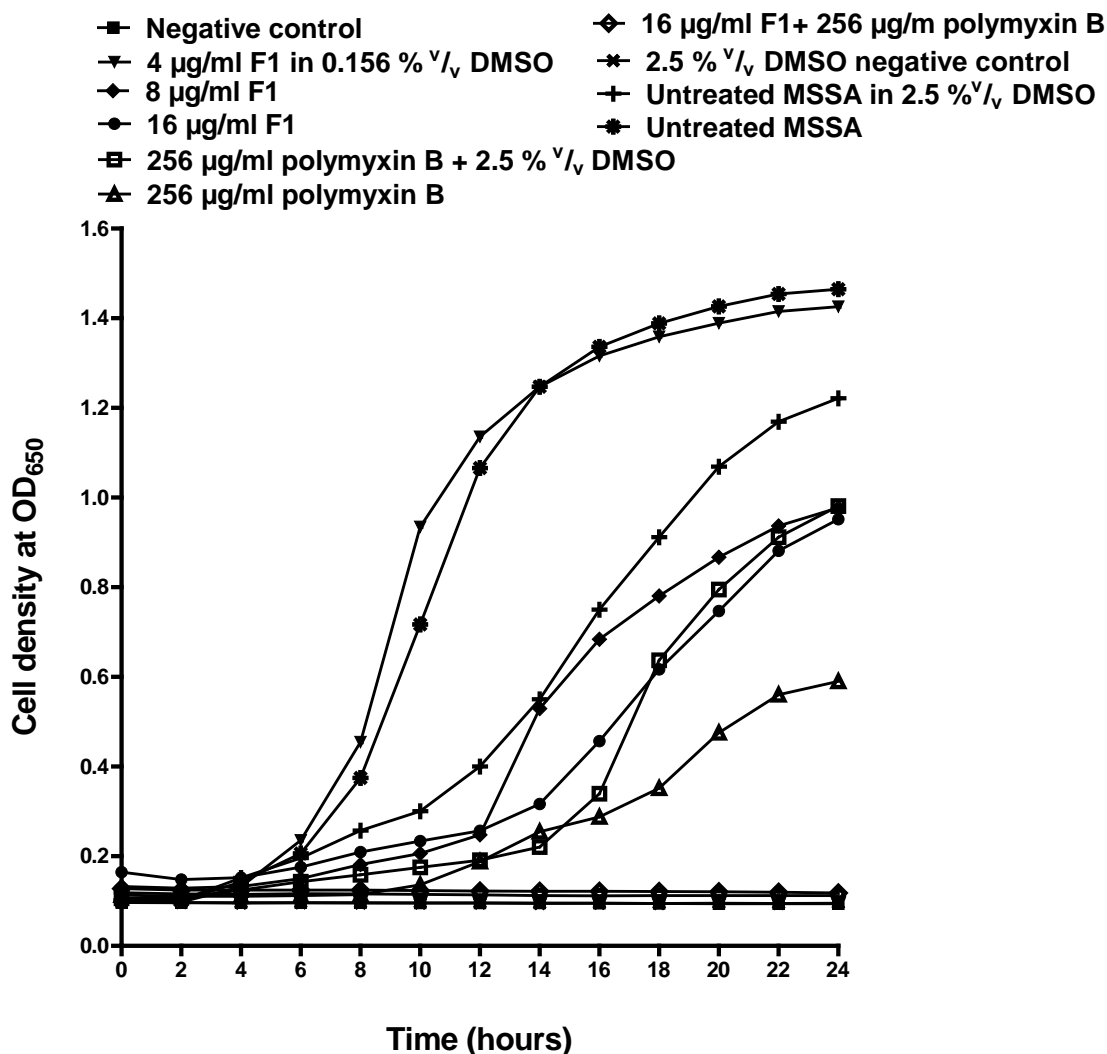 Negative control
4 µg/ml F1 in 0.156 % v/v DMSO
8 µg/ml F1
16 µg/ml F1
256 µg/ml polymyxin B + 2.5 % v/v DMSO
256 µg/ml polymyxin B
16 µg/ml F1+ 256 µg/m polymyxin B
2.5 % v/v DMSO negative control
Untreated MSSA in 2.5 %v/v DMSO
Untreated MSSA
Cell density at OD650
1.6
1.4
1.2
1.0
0.8
0.6
0.4
0.2
0.0
0 2 4 6 8 10 12 14 16 18 20 22 24
Time (hours)